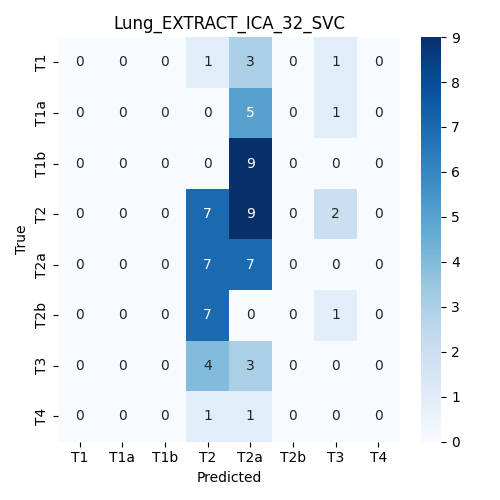 Lung_EXTRACT_ICA_32_SVC
T1 0 0 0 1 3 0 1 0
T1a 0 0 0 0 5 0 1 0
T1b 0 0 0 0 9 0 0 0
T2 0 0 0 7 9 0 2 0
T2a 0 0 0 7 7 0 0 0
T2b 0 0 0 7 0 0 1 0
T3 0 0 0 4 3 0 0 0
T4 0 0 0 1 1 0 0 0
T1 T1a T1b T2 T2a T2b T3 T4
Predicted
True
9
8
7
6
5
4
3
2
1
0